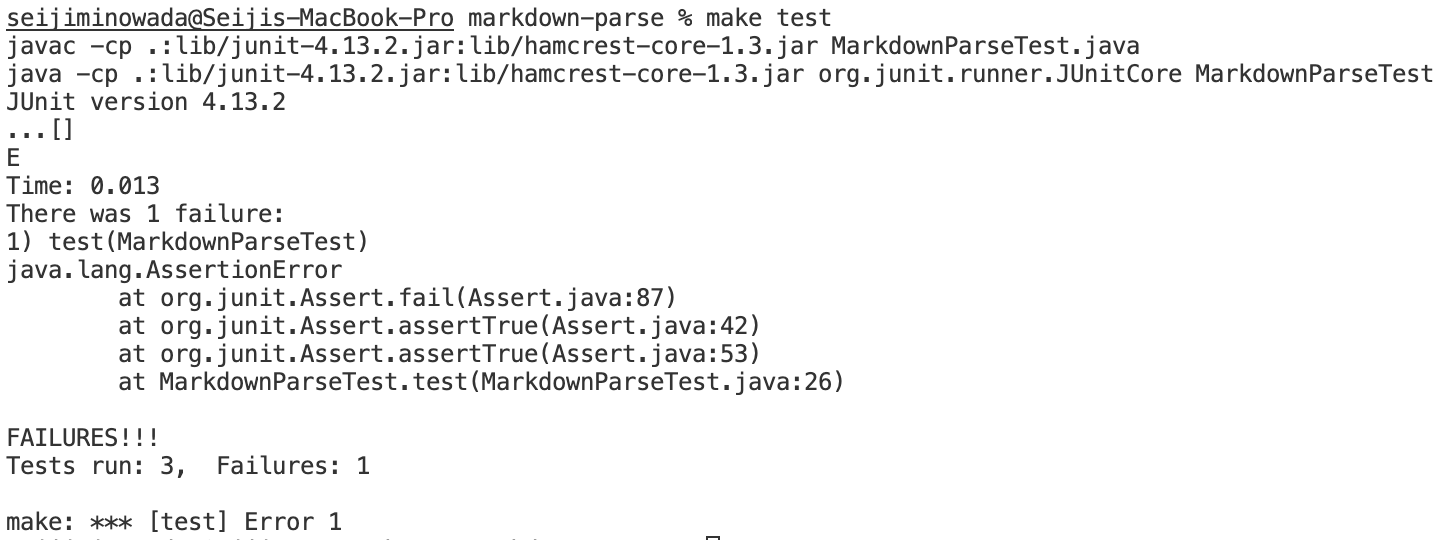 seijiminowada@Seijis-MacBook-Pro markdown-parse % make test
javac -cp .:lib/junit-4.13.2.jar:lib/hamcrest-core-1.3.jar MarkdownParseTest.java
java -cp .:lib/junit-4.13.2.jar:lib/hamcrest-core-1.3.jar org.junit.runner.JUnitCore MarkdownParseTest
JUnit version 4.13.2
...[]
E
Time: 0.013
There was 1 failure:
1) test(MarkdownParseTest)
java.lang.AssertionError
        at org.junit.Assert.fail(Assert.java:87)
        at org.junit.Assert.assertTrue(Assert.java:42)
        at org.junit.Assert.assertTrue(Assert.java:53)
        at MarkdownParseTest.test(MarkdownParseTest.java:26)

FAILURES!!!
Tests run: 3,  Failures: 1

make: *** [test] Error 1